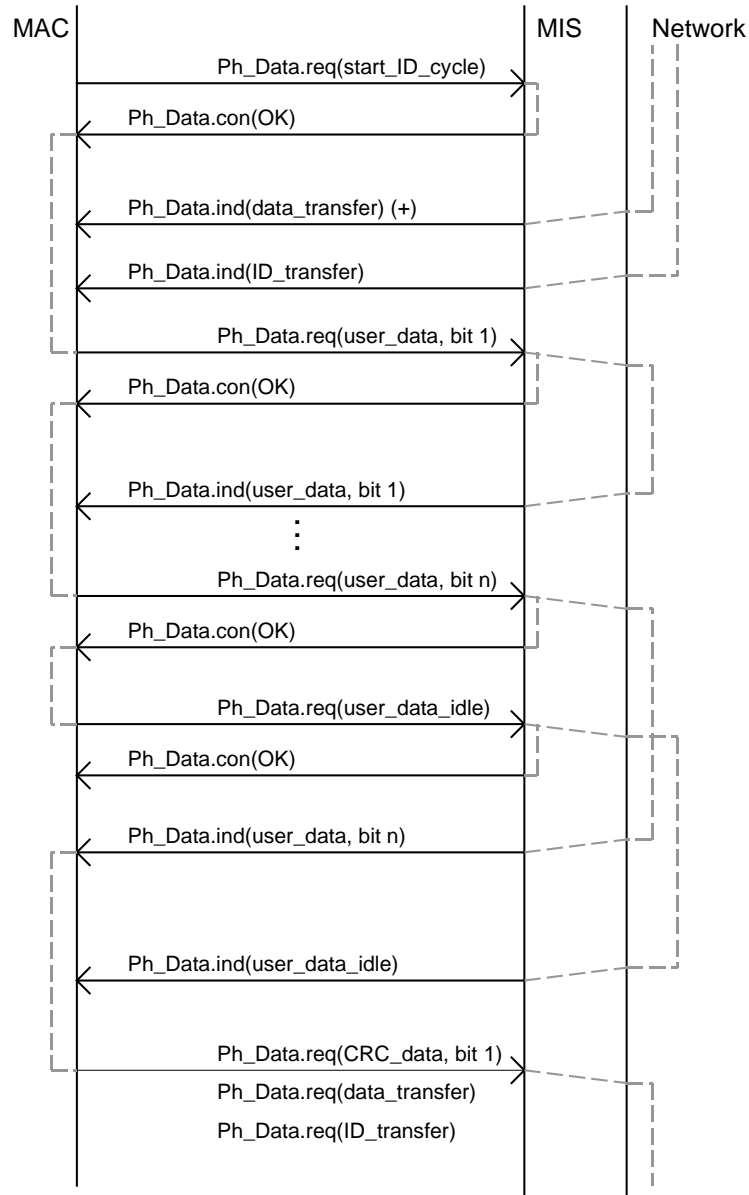 MAC MIS Network
Ph_Data.req(start_ID_cycle)
Ph_Data.con(OK)
Ph_Data.ind(data_transfer) (+)
Ph_Data.ind(ID_transfer)
Ph_Data.req(user_data, bit 1)
Ph_Data.con(OK)
Ph_Data.ind(user_data, bit 1)
⋮
Ph_Data.req(user_data, bit n)
Ph_Data.con(OK)
Ph_Data.req(user_data_idle)
Ph_Data.con(OK)
Ph_Data.ind(user_data, bit n)
Ph_Data.ind(user_data_idle)
Ph_Data.req(CRC_data, bit 1)
Ph_Data.req(data_transfer)
Ph_Data.req(ID_transfer)